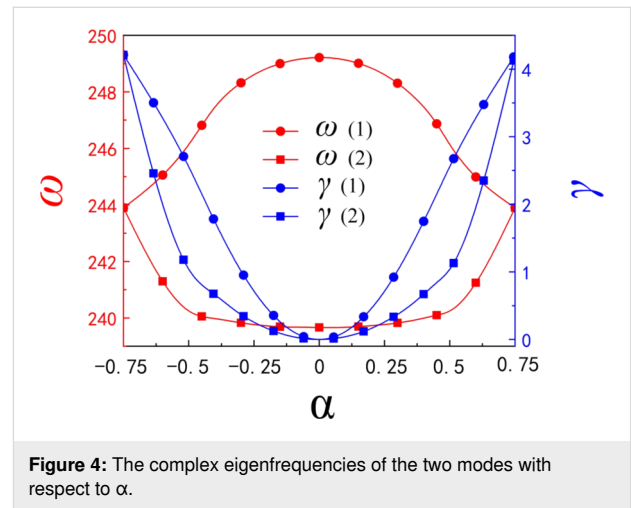 250
248
246
244
242
240
ω
ω (1)
ω (2)
γ (1)
γ (2)
4
3
2
1
0
γ
-0.75 -0.5 -0.25 0 0.25 0.5 0.75
α
Figure 4: The complex eigenfrequencies of the two modes with
respect to α.